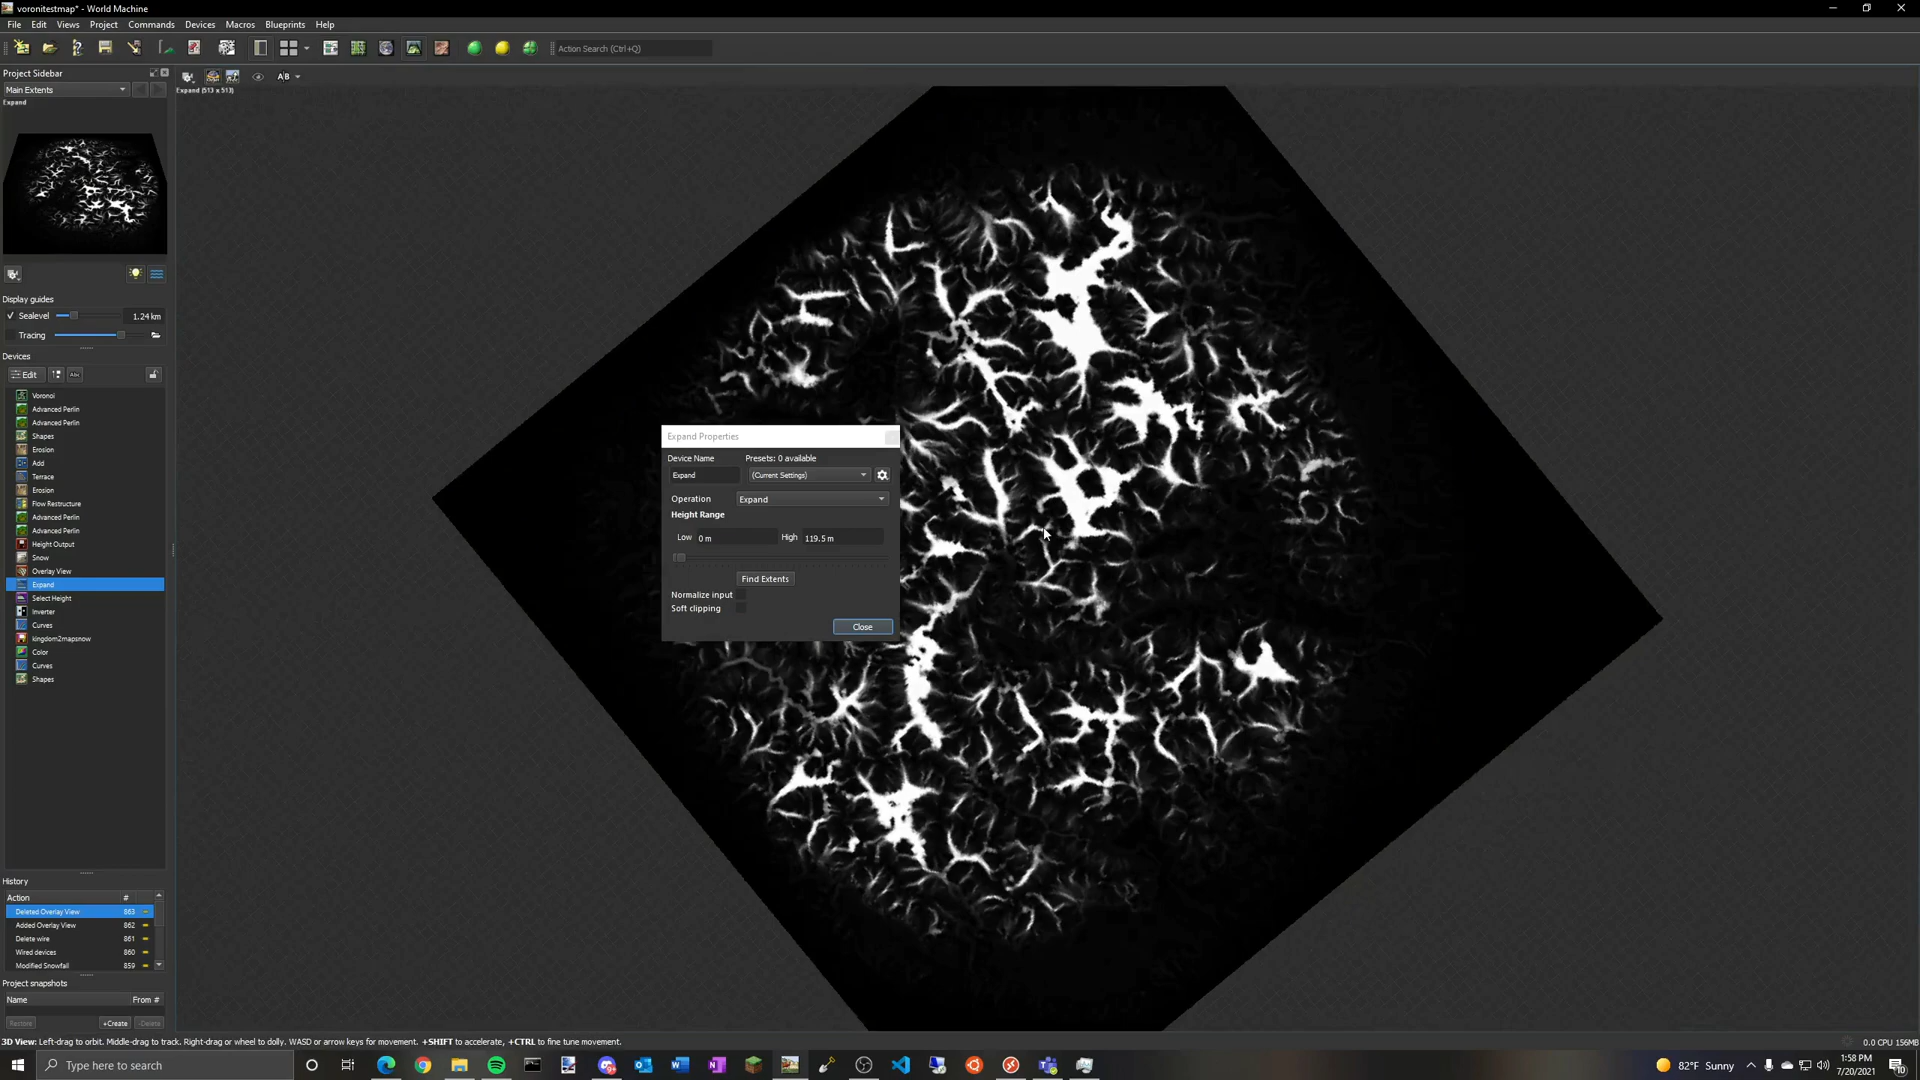 voronitestmap* - World Machine
File Edit Views Project Commands Devices Macros Blueprints Help
Action Search (Ctrl+Q)
Project Sidebar
Main Extents
Expand
AB
Expand (513 x 513)
Display guides
Sealevel 1.24 km
Tracing
Devices
Edit Abc
Voronoi
Advanced Perlin
Advanced Perlin
Shapes
Erosion
Add
Terrace
Erosion
Flow Restructure
Advanced Perlin
Advanced Perlin
Height Output
Snow
Overlay View
Expand
Select Height
Inverter
Curves
kingdom2mapsnow
Color
Curves
Shapes
Expand Properties
Device Name Presets: 0 available
Expand (Current Settings)
Operation Expand
Height Range
Low 0 m High 119.5 m
Find Extents
Normalize input
Soft clipping
Close
History
Action #
Deleted Overlay View 863
Added Overlay View 862
Delete wire 861
Wired devices 860
Modified Snowfall 859
Project snapshots
Name From #
Restore +Create -Delete
3D View: Left-drag to orbit. Middle-drag to track. Right-drag or wheel to dolly. WASD or arrow keys for movement. +SHIFT to accelerate, +CTRL to fine tune movement.
0.0 CPU 156MB
Type here to search
82°F Sunny
1:58 PM
7/20/2021